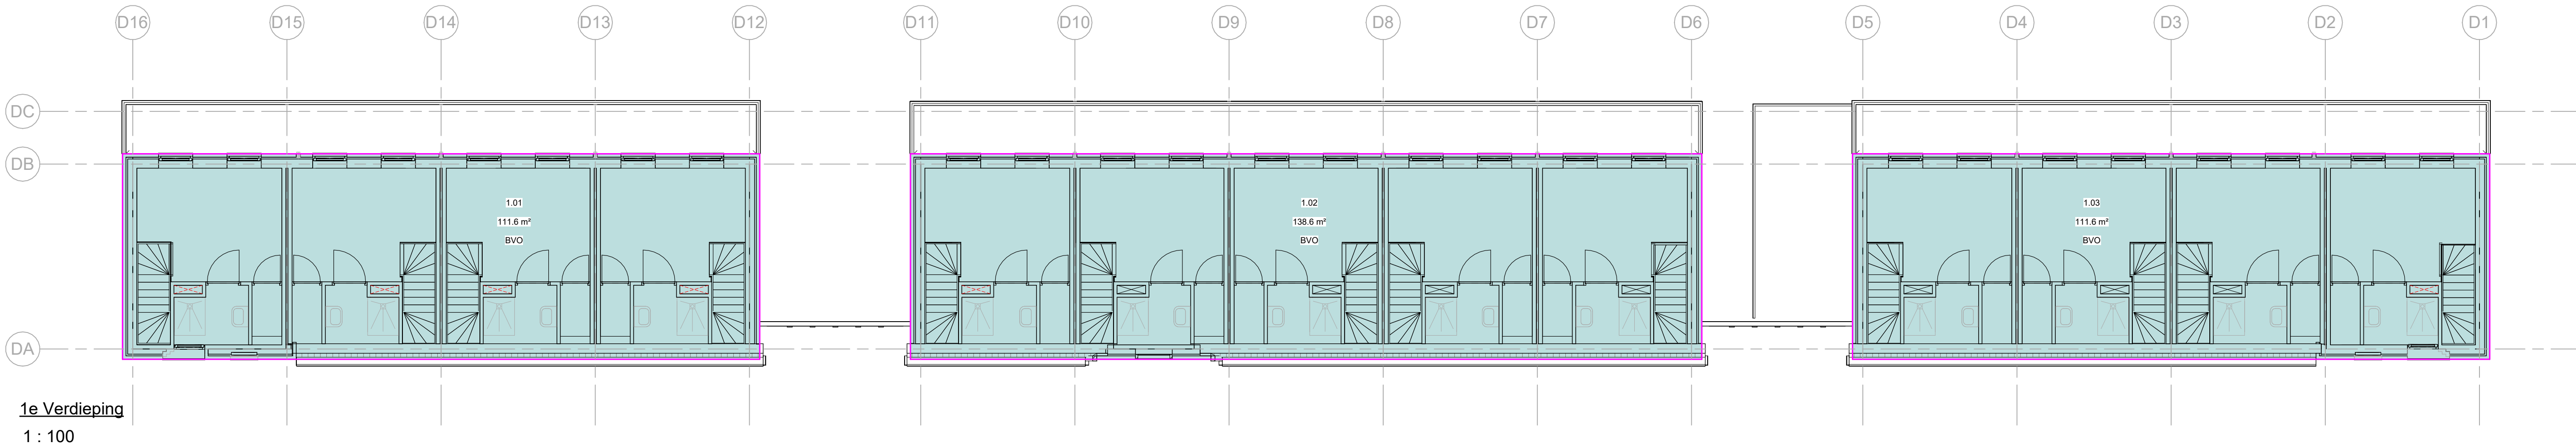 D16 D15 D14 D13 D12 D11 D10 D9 D8 D7 D6 D5 D4 D3 D2 D1
DC
DB
1.01
111.6 m²
BVO
1.02
138.6 m²
BVO
1.03
111.6 m²
BVO
DA
1e Verdieping
1 : 100